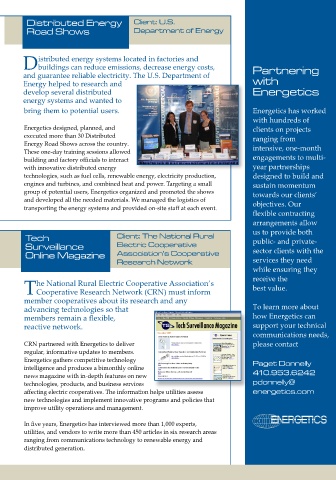 Distributed Energy
Road Shows
Client: U.S.
Department of Energy
Distributed energy systems located in factories and
buildings can reduce emissions, decrease energy costs,
and guarantee reliable electricity. The U.S. Department of
Energy helped to research and
develop several distributed
energy systems and wanted to
bring them to potential users.
Energetics designed, planned, and
executed more than 30 Distributed
Energy Road Shows across the country.
These one-day training sessions allowed
building and factory officials to interact
with innovative distributed energy
technologies, such as fuel cells, renewable energy, electricity production,
engines and turbines, and combined heat and power. Targeting a small
group of potential users, Energetics organized and promoted the shows
and developed all the needed materials. We managed the logistics of
transporting the energy systems and provided on-site staff at each event.
Tech
Surveillance
Online Magazine
Client: The National Rural
Electric Cooperative
Association's Cooperative
Research Network
The National Rural Electric Cooperative Association's
Cooperative Research Network (CRN) must inform
member cooperatives about its research and any
advancing technologies so that
members remain a flexible,
reactive network.
Tech Surveillance Magazine
CRN partnered with Energetics to deliver
regular, informative updates to members.
Energetics gathers competitive technology
intelligence and produces a bimonthly online
news magazine with in-depth features on new
technologies, products, and business services
affecting electric cooperatives. The information helps utilities assess
new technologies and implement innovative programs and policies that
improve utility operations and management.
In five years, Energetics has interviewed more than 1,000 experts,
utilities, and vendors to write more than 450 articles in six research areas
ranging from communications technology to renewable energy and
distributed generation.
Partnering
with
Energetics
Energetics has worked
with hundreds of
clients on projects
ranging from
intensive, one-month
engagements to multi-
year partnerships
designed to build and
sustain momentum
towards our clients'
objectives. Our
flexible contracting
arrangements allow
us to provide both
public- and private-
sector clients with the
services they need
while ensuring they
receive the
best value.
To learn more about
how Energetics can
support your technical
communications needs,
please contact
Paget Donnelly
410.953.6242
pdonnelly@
energetics.com
ENERGETICS